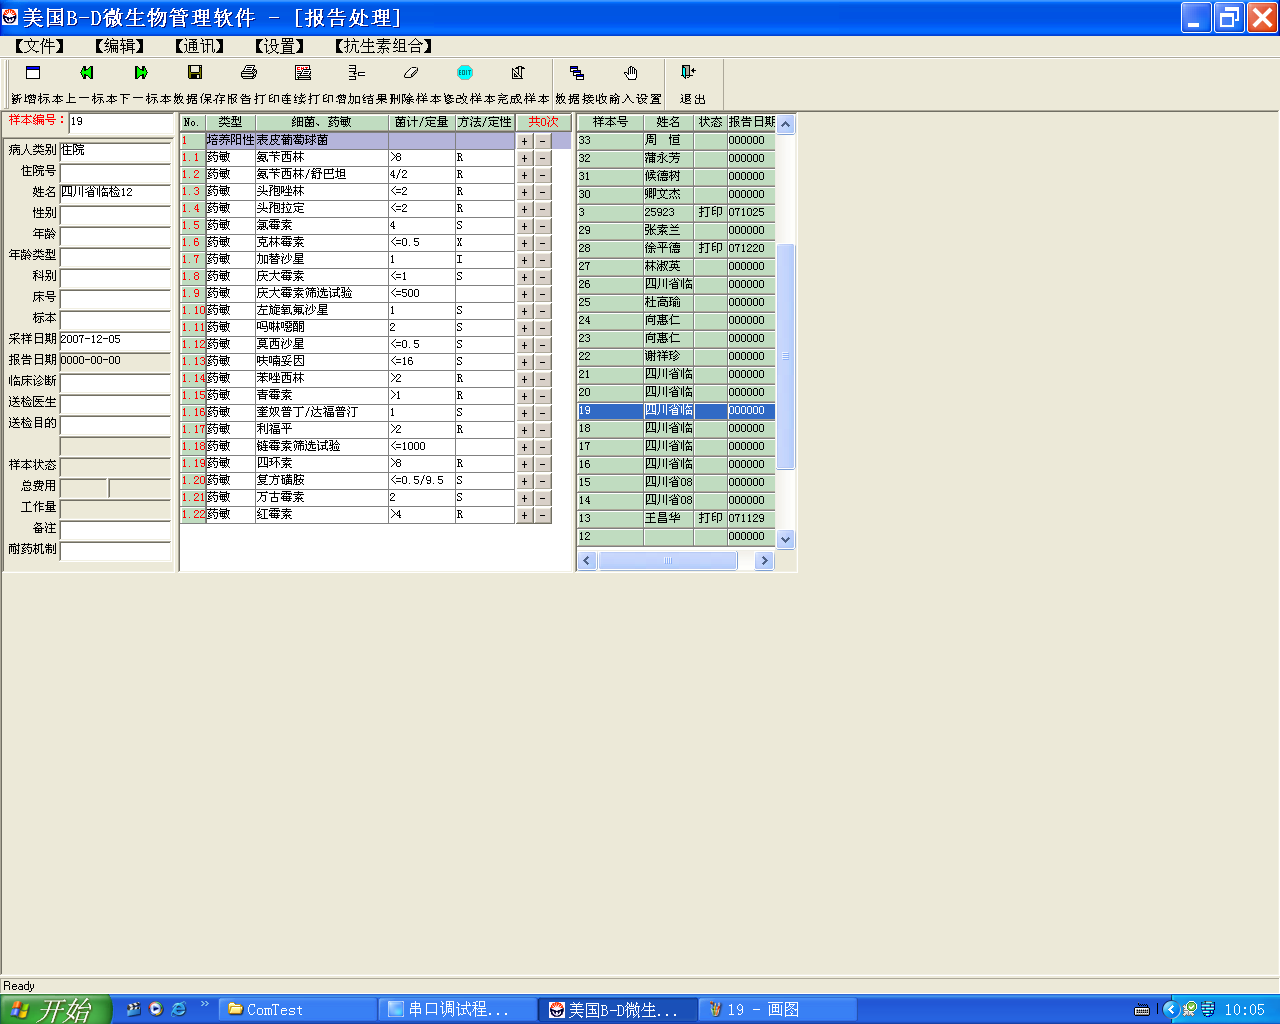 美国B-D微生物管理软件 - [报告处理]
【文件】 【编辑】 【通讯】 【设置】 【抗生素组合】
新增标本 上一标本 下一标本 数据保存 报告打印 连续打印 增加结果 删除样本 修改样本 完成样本 数据接收 输入设置 退出
样本编号： 19
病人类别 住院
住院号
姓名 四川省临检12
性别
年龄
年龄类型
科别
床号
标本
采样日期 2007-12-05
报告日期 0000-00-00
临床诊断
送检医生
送检目的
样本状态
总费用
工作量
备注
耐药机制
No. 类型 细菌、药敏 菌计/定量 方法/定性 共0次
1 培养阳性 表皮葡萄球菌 + -
1.1 药敏 氨苄西林 >8 R + -
1.2 药敏 氨苄西林/舒巴坦 4/2 R + -
1.3 药敏 头孢唑林 <=2 R + -
1.4 药敏 头孢拉定 <=2 R + -
1.5 药敏 氯霉素 4 S + -
1.6 药敏 克林霉素 <=0.5 X + -
1.7 药敏 加替沙星 1 I + -
1.8 药敏 庆大霉素 <=1 S + -
1.9 药敏 庆大霉素筛选试验 <=500 + -
1.10 药敏 左旋氧氟沙星 1 S + -
1.11 药敏 吗啉噁酮 2 S + -
1.12 药敏 莫西沙星 <=0.5 S + -
1.13 药敏 呋喃妥因 <=16 S + -
1.14 药敏 苯唑西林 >2 R + -
1.15 药敏 青霉素 >1 R + -
1.16 药敏 奎奴普丁/达福普汀 1 S + -
1.17 药敏 利福平 >2 R + -
1.18 药敏 链霉素筛选试验 <=1000 + -
1.19 药敏 四环素 >8 R + -
1.20 药敏 复方磺胺 <=0.5/9.5 S + -
1.21 药敏 万古霉素 2 S + -
1.22 药敏 红霉素 >4 R + -
样本号 姓名 状态 报告日期
33 周 恒 000000
32 蒲永芳 000000
31 候德树 000000
30 卿文杰 000000
3 25923 打印 071025
29 张素兰 000000
28 徐平德 打印 071220
27 林淑英 000000
26 四川省临 000000
25 杜高瑜 000000
24 向惠仁 000000
23 向惠仁 000000
22 谢祥珍 000000
21 四川省临 000000
20 四川省临 000000
19 四川省临 000000
18 四川省临 000000
17 四川省临 000000
16 四川省临 000000
15 四川省08 000000
14 四川省08 000000
13 王昌华 打印 071129
12 000000
Ready
开始 ComTest 串口调试程... 美国B-D微生... 19 - 画图 10:05